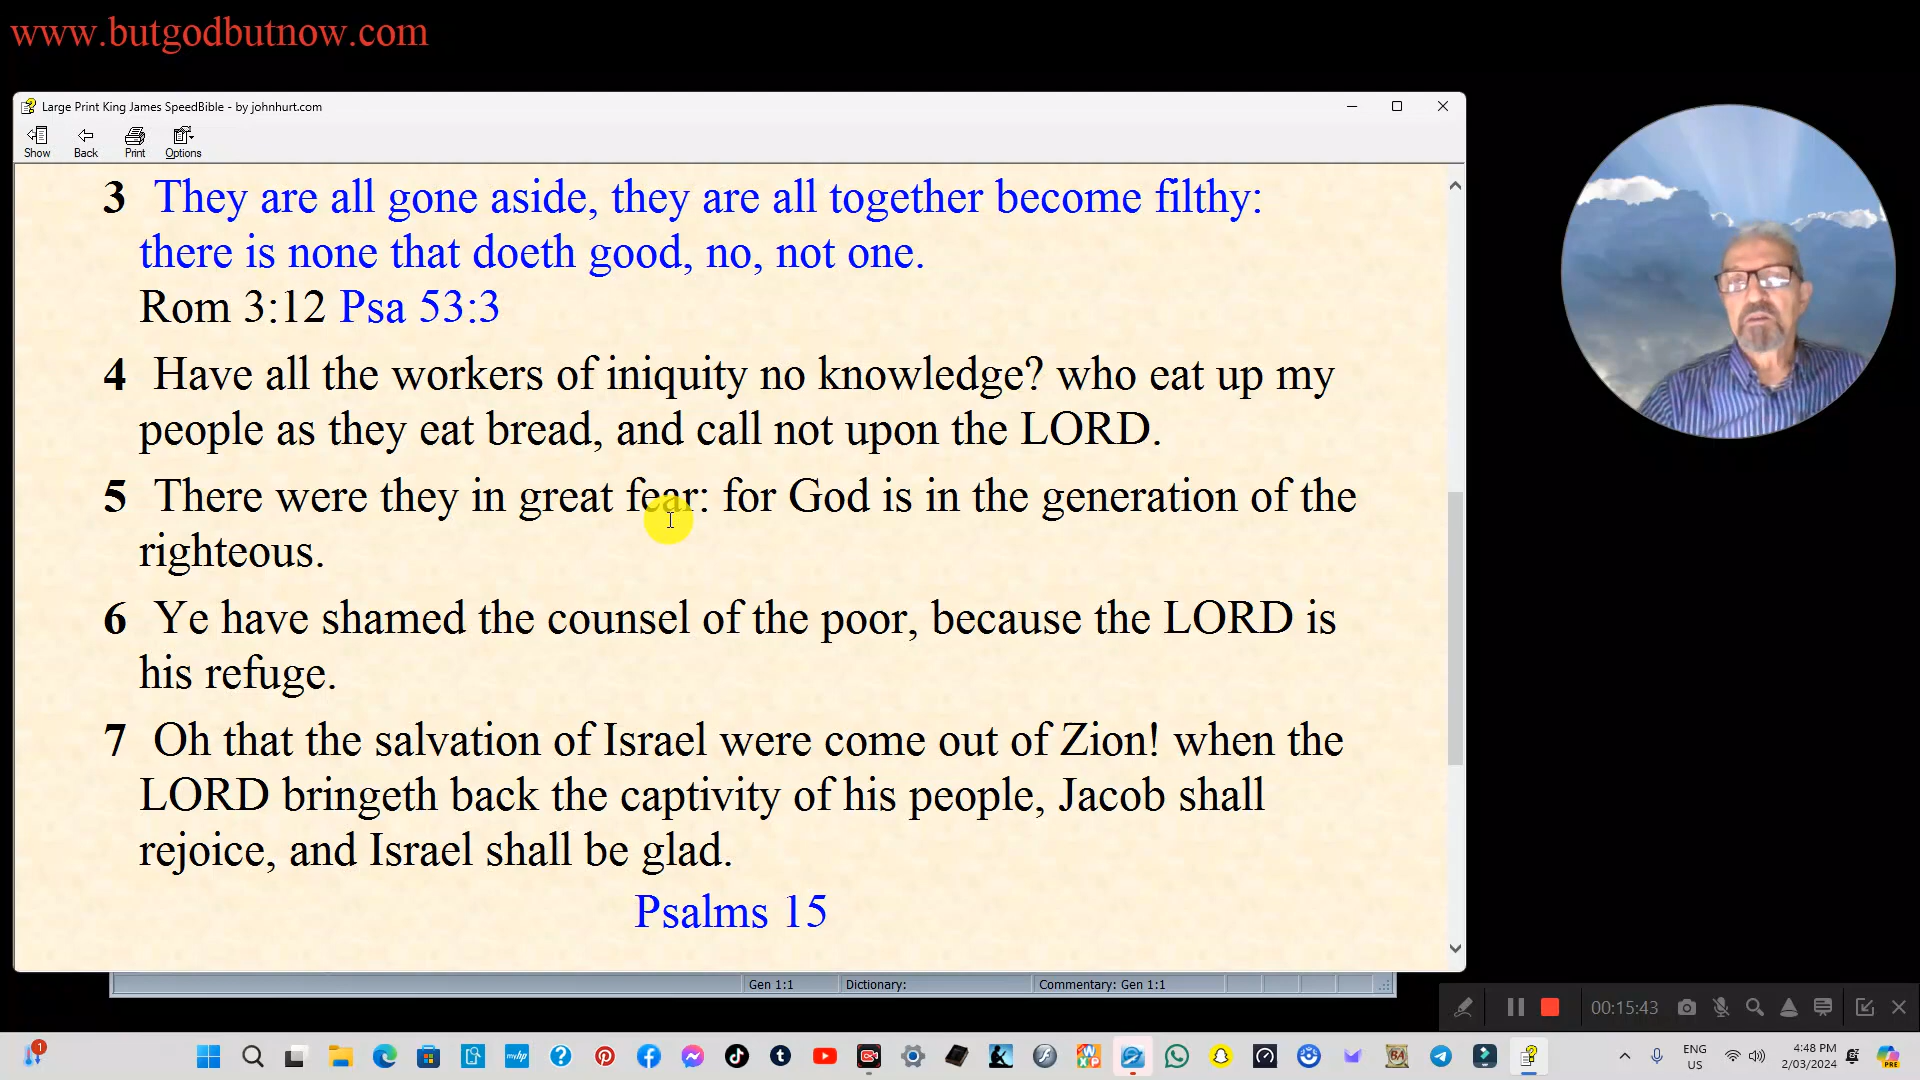 www.butgodbutnow.com
Large Print King James SpeedBible - by johnhurt.com
Show Back Print Options
3 They are all gone aside, they are all together become filthy:
there is none that doeth good, no, not one.
Rom 3:12 Psa 53:3
4 Have all the workers of iniquity no knowledge? who eat up my
people as they eat bread, and call not upon the LORD.
5 There were they in great fear: for God is in the generation of the
righteous.
6 Ye have shamed the counsel of the poor, because the LORD is
his refuge.
7 Oh that the salvation of Israel were come out of Zion! when the
LORD bringeth back the captivity of his people, Jacob shall
rejoice, and Israel shall be glad.
Psalms 15
Gen 1:1 Dictionary: Commentary: Gen 1:1
00:15:43
1
myhp
64
ENG
US
4:48 PM
2/03/2024
PRE